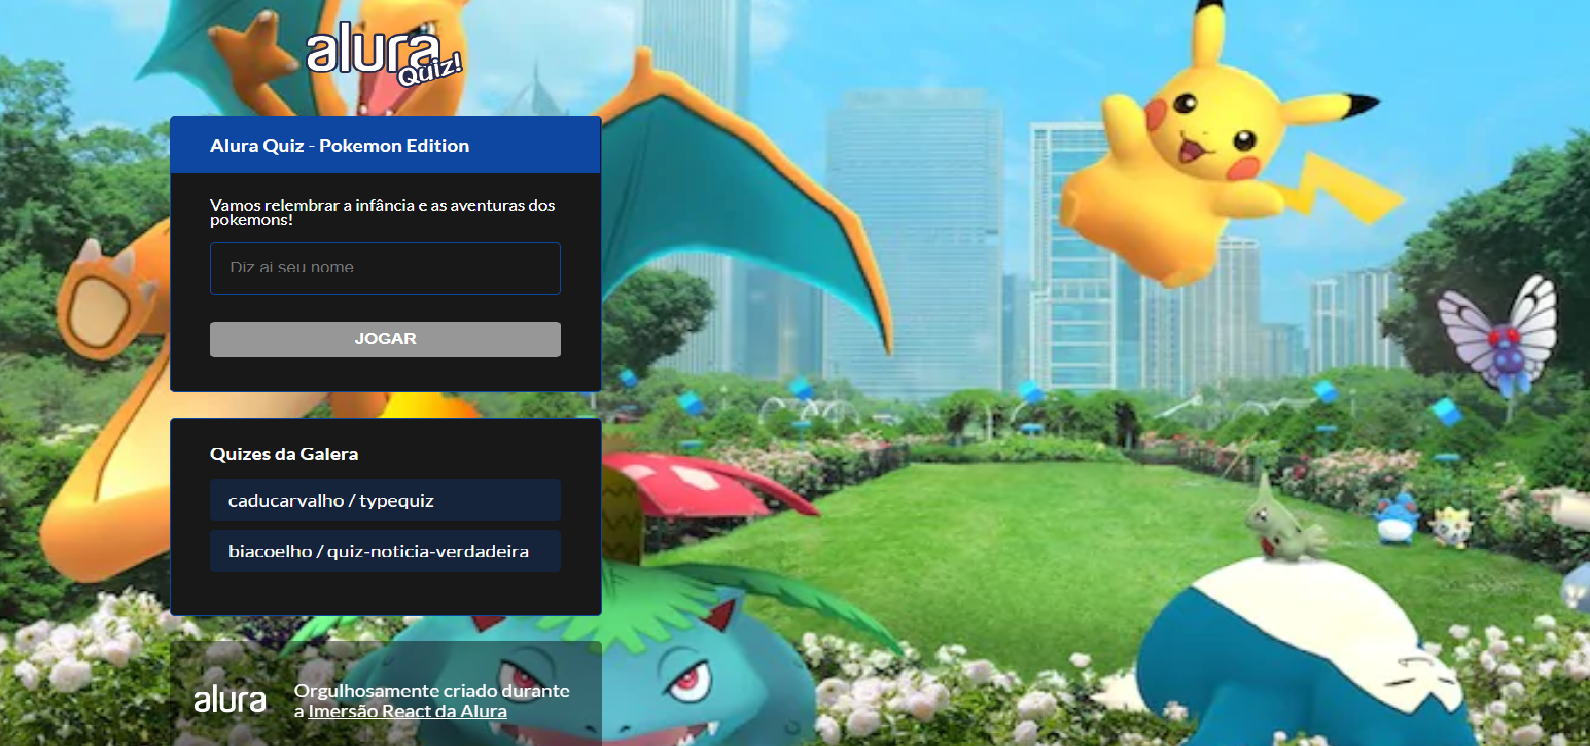 alura
Quiz!
Alura Quiz - Pokemon Edition
Vamos relembrar a infância e as aventuras dos
pokemons!
Diz ai seu nome
JOGAR
Quizes da Galera
caducarvalho / typequiz
biacoelho / quiz-noticia-verdadeira
alura
Orgulhosamente criado durante
a Imersão React da Alura